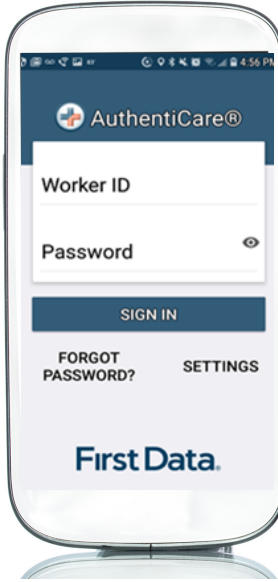 4:56 PM
AuthentiCare®
Worker ID
Password
SIGN IN
FORGOT
PASSWORD?
SETTINGS
First Data.